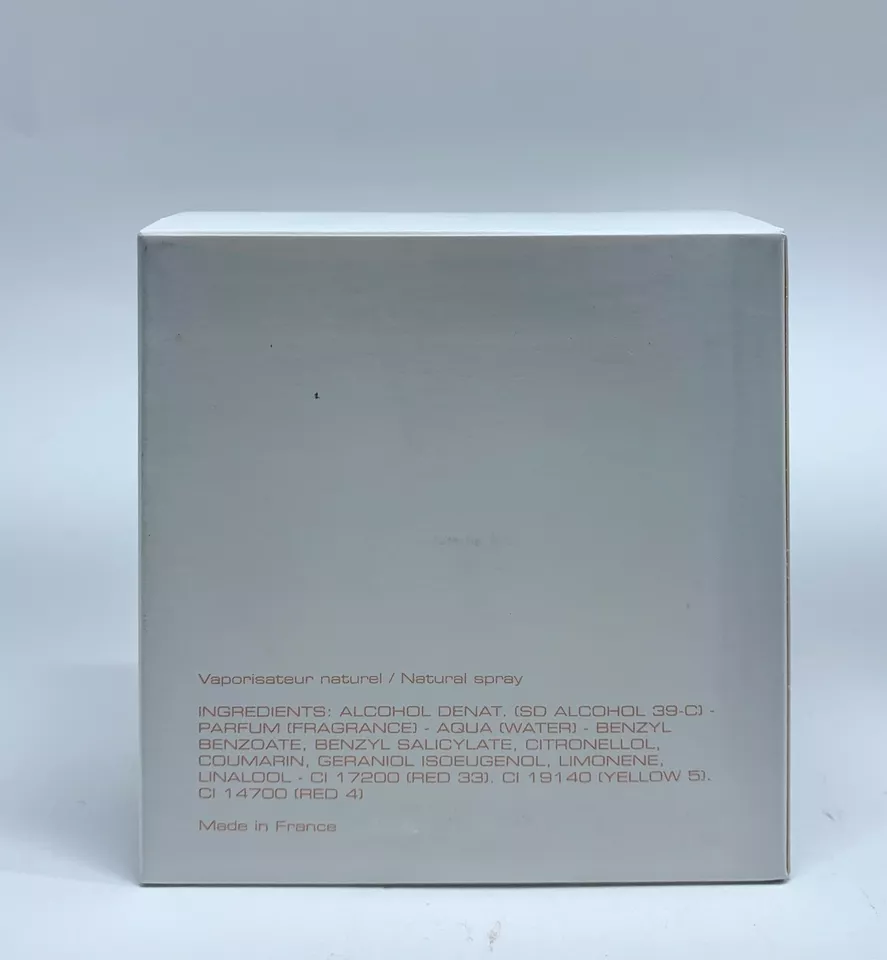 Vaporisateur naturel / Natural spray
INGREDIENTS: ALCOHOL DENAT. (SD ALCOHOL 39-C) -
PARFUM (FRAGRANCE) - AQUA (WATER) - BENZYL
BENZOATE, BENZYL SALICYLATE, CITRONELLOL,
COUMARIN, GERANIOL ISOEUGENOL, LIMONENE,
LINALOOL - CI 17200 (RED 33), CI 19140 (YELLOW 5),
CI 14700 (RED 4)
Made in France